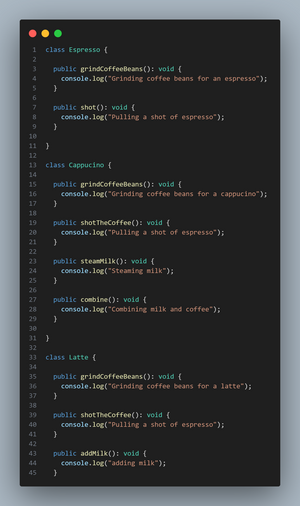 1 class Espresso {
2
3 public grindCoffeeBeans(): void {
4 console.log("Grinding coffee beans for an espresso");
5 }
6
7 public shot(): void {
8 console.log("Pulling a shot of espresso");
9 }
10
11 }
12
13 class Cappucino {
14
15 public grindCoffeeBeans(): void {
16 console.log("Grinding coffee beans for a cappucino");
17 }
18
19 public shotTheCoffee(): void {
20 console.log("Pulling a shot of espresso");
21 }
22
23 public steamMilk(): void {
24 console.log("Steaming milk");
25 }
26
27 public combine(): void {
28 console.log("Combining milk and coffee");
29 }
30
31 }
32
33 class Latte {
34
35 public grindCoffeeBeans(): void {
36 console.log("Grinding coffee beans for a latte");
37 }
38
39 public shotTheCoffee(): void {
40 console.log("Pulling a shot of espresso");
41 }
42
43 public addMilk(): void {
44 console.log("adding milk");
45 }